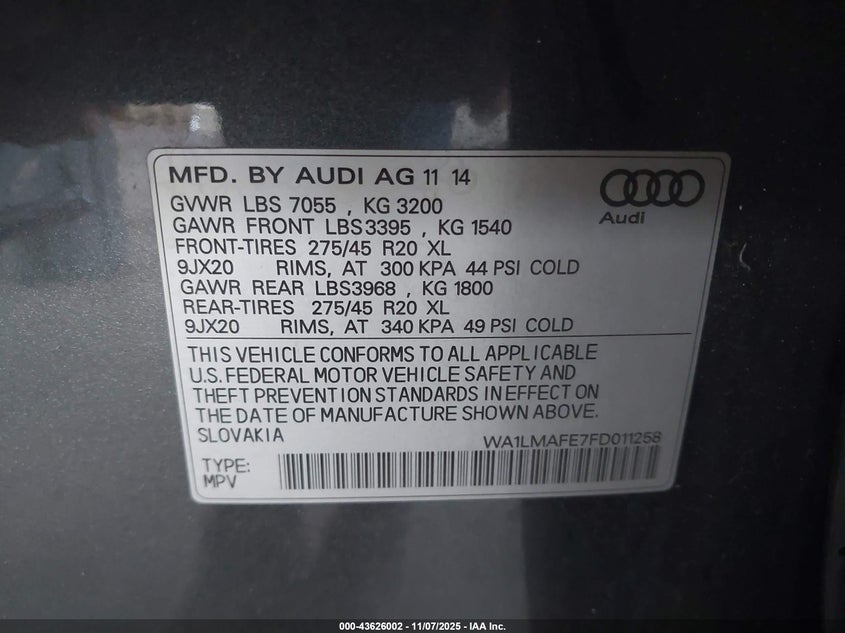 MFD. BY AUDI AG 11 14
Audi
GVWR LBS 7055 , KG 3200
GAWR FRONT LBS3395 , KG 1540
FRONT-TIRES 275/45 R20 XL
9JX20 RIMS, AT 300 KPA 44 PSI COLD
GAWR REAR LBS3968 , KG 1800
REAR-TIRES 275/45 R20 XL
9JX20 RIMS, AT 340 KPA 49 PSI COLD
THIS VEHICLE CONFORMS TO ALL APPLICABLE
U.S. FEDERAL MOTOR VEHICLE SAFETY AND
THEFT PREVENTION STANDARDS IN EFFECT ON
THE DATE OF MANUFACTURE SHOWN ABOVE.
SLOVAKIA WA1LMAFE7FD011258
TYPE:
MPV
000-43626002 - 11/07/2025 - IAA Inc.